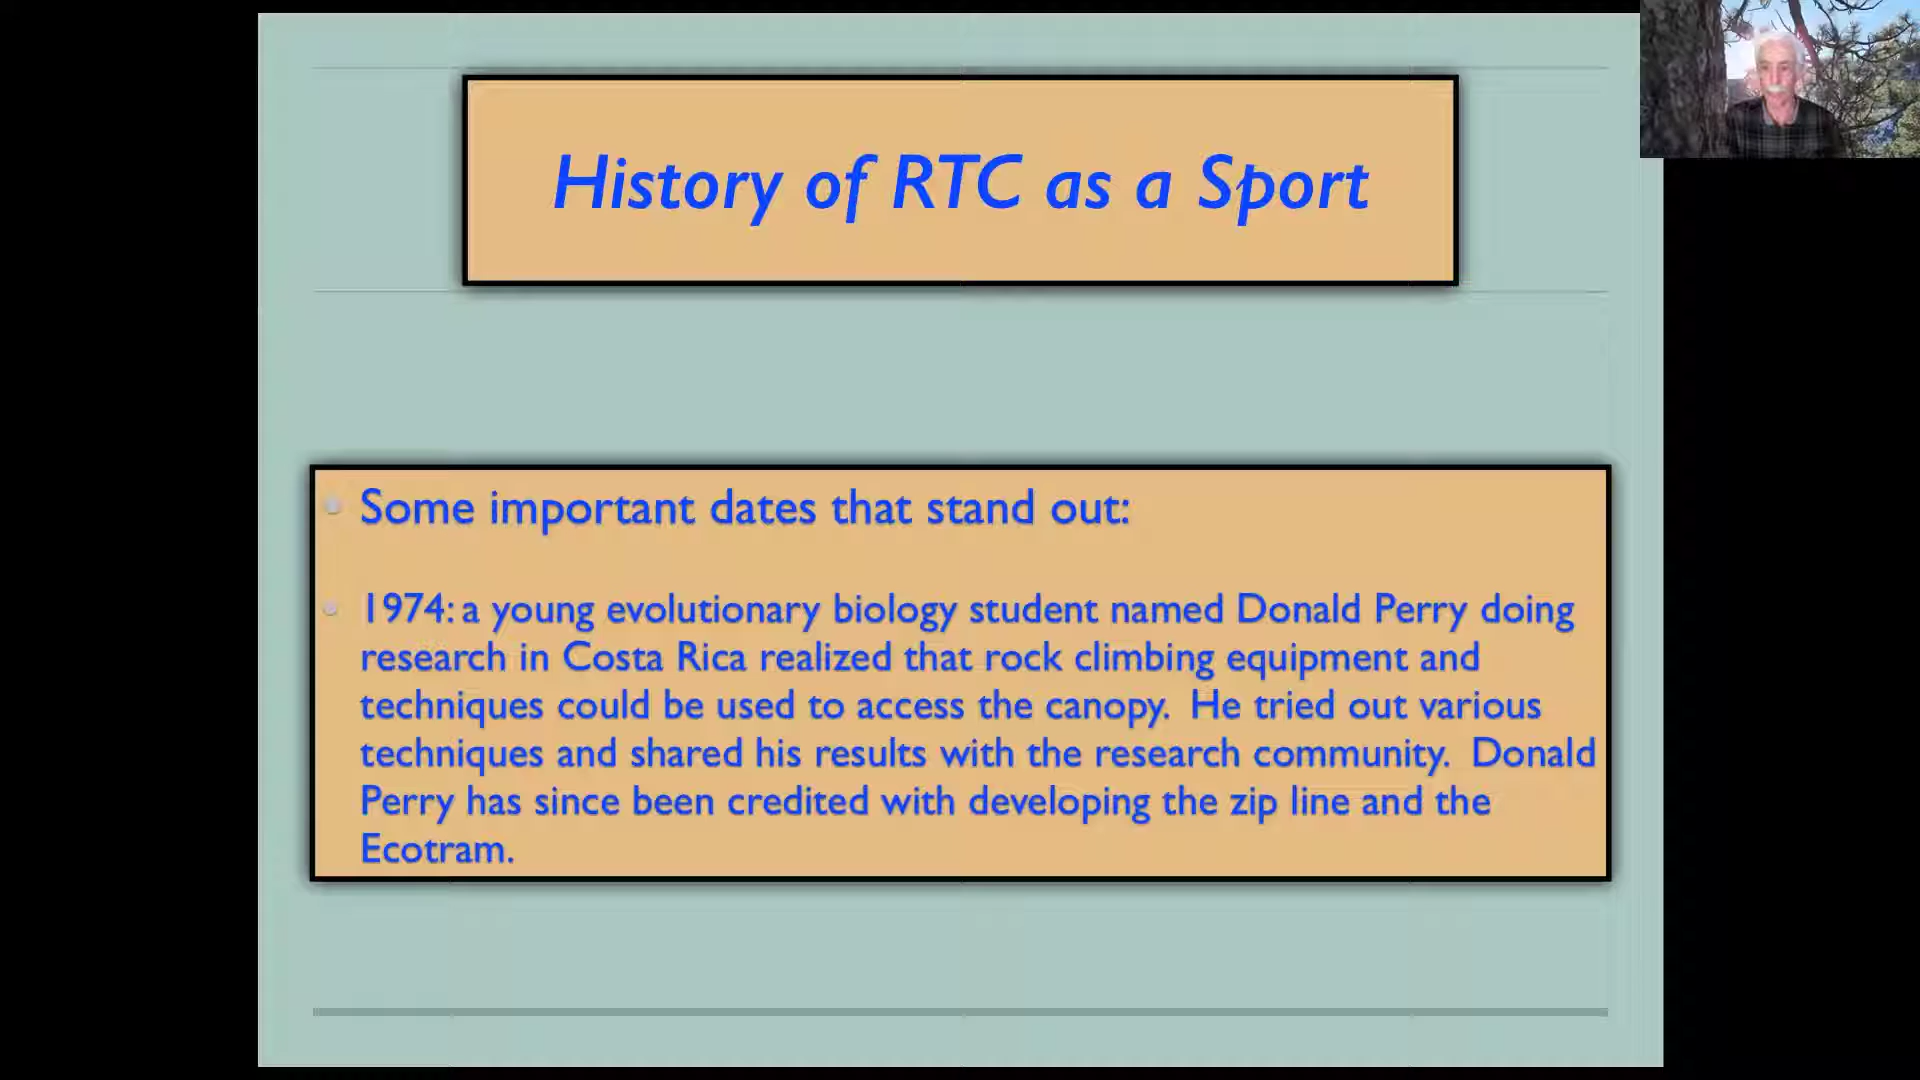 History of RTC as a Sport
Some important dates that stand out:
1974: a young evolutionary biology student named Donald Perry doing
research in Costa Rica realized that rock climbing equipment and
techniques could be used to access the canopy.  He tried out various
techniques and shared his results with the research community.  Donald
Perry has since been credited with developing the zip line and the
Ecotram.